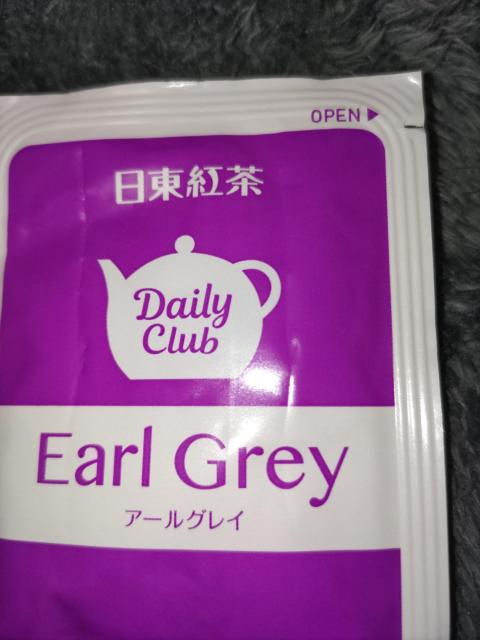 OPEN ▶
日東紅茶
Daily
Club
Earl Grey
アールグレイ